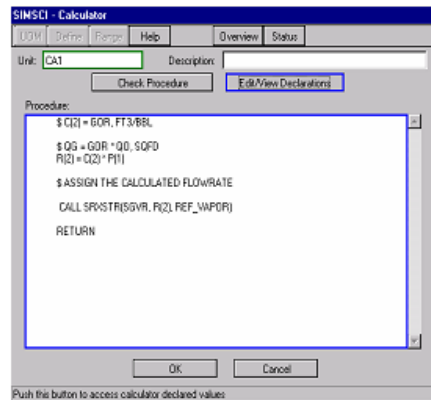 SIMSCI - Calculator
UOM Define Range Help Overview Status
Unit: CA1 Description:
Check Procedure Edit/View Declarations
Procedure:
$ C(2) = GOR, FT3/BBL
$ QG = GOR * QO, SQFD
R(2) = C(2) * P(1)
$ ASSIGN THE CALCULATED FLOWRATE
CALL SRXSTR(SGVR, R(2), REF_VAPOR)
RETURN
OK Cancel
Push this button to access calculator declared values